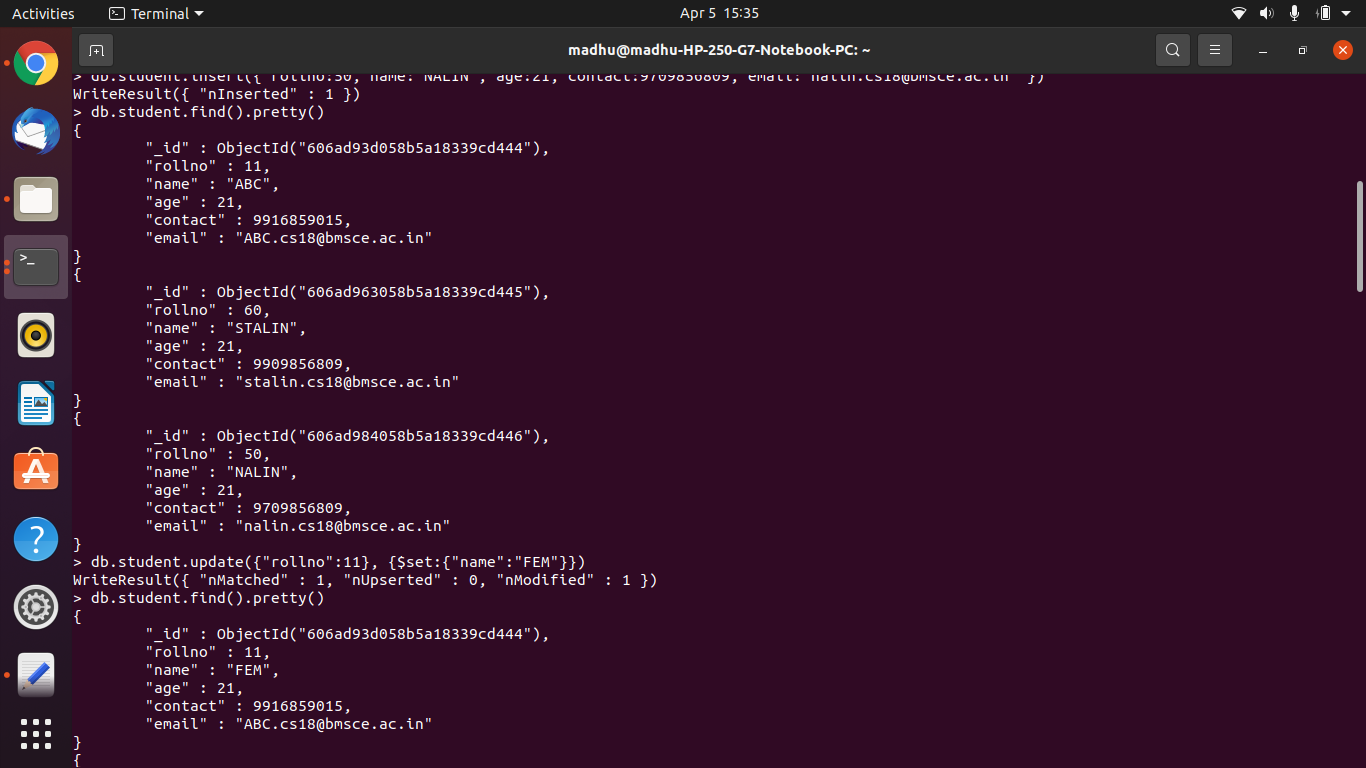 Activities
Terminal
Apr 5 15:35
madhu@madhu-HP-250-G7-Notebook-PC: ~
> db.student.insert({ rollno:50, name: NALIN , age:21, contact:9709856809, email: nalin.cs18@bmsce.ac.in })
WriteResult({ "nInserted" : 1 })
> db.student.find().pretty()
{
"_id" : ObjectId("606ad93d058b5a18339cd444"),
"rollno" : 11,
"name" : "ABC",
"age" : 21,
"contact" : 9916859015,
"email" : "ABC.cs18@bmsce.ac.in"
}
{
"_id" : ObjectId("606ad963058b5a18339cd445"),
"rollno" : 60,
"name" : "STALIN",
"age" : 21,
"contact" : 9909856809,
"email" : "stalin.cs18@bmsce.ac.in"
}
{
"_id" : ObjectId("606ad984058b5a18339cd446"),
"rollno" : 50,
"name" : "NALIN",
"age" : 21,
"contact" : 9709856809,
"email" : "nalin.cs18@bmsce.ac.in"
}
> db.student.update({"rollno":11}, {$set:{"name":"FEM"}})
WriteResult({ "nMatched" : 1, "nUpserted" : 0, "nModified" : 1 })
> db.student.find().pretty()
{
"_id" : ObjectId("606ad93d058b5a18339cd444"),
"rollno" : 11,
"name" : "FEM",
"age" : 21,
"contact" : 9916859015,
"email" : "ABC.cs18@bmsce.ac.in"
}
{